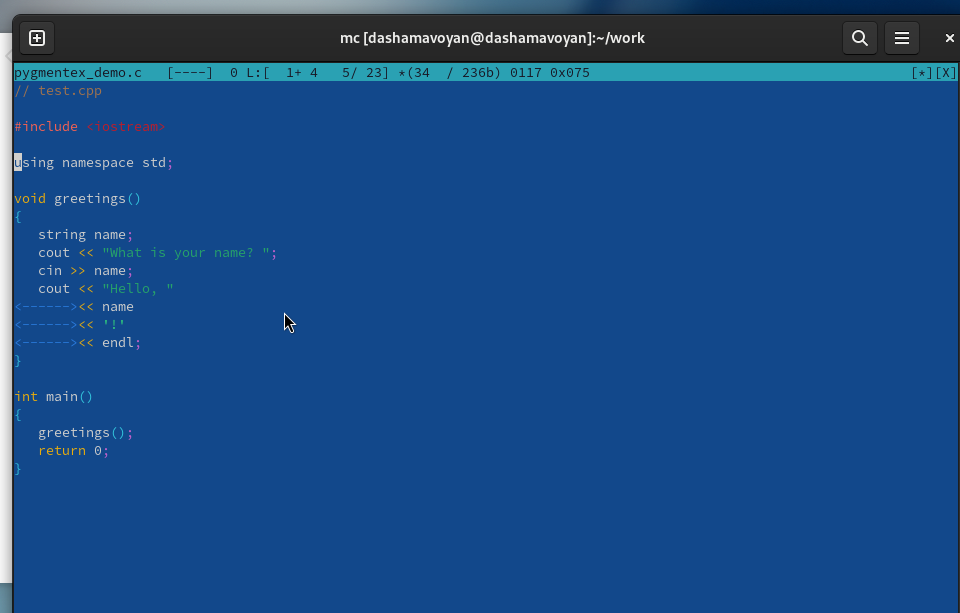 mc [dashamavoyan@dashamavoyan]:~/work
pygmentex_demo.c   [----]  0 L:[  1+ 4   5/ 23] *(34  / 236b) 0117 0x075   [*][X]
// test.cpp
#include <iostream>
using namespace std;
void greetings()
{
   string name;
   cout << "What is your name? ";
   cin >> name;
   cout << "Hello, "
<------><< name
<------><< '!'
<------><< endl;
}
int main()
{
   greetings();
   return 0;
}